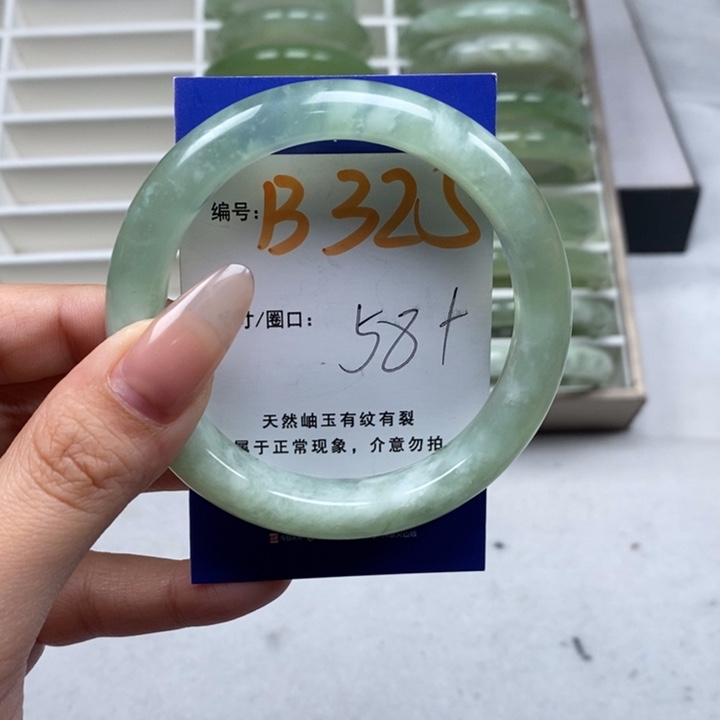 编号: B325
寸/圈口: 58+
天然岫玉有纹有裂
属于正常现象，介意勿拍